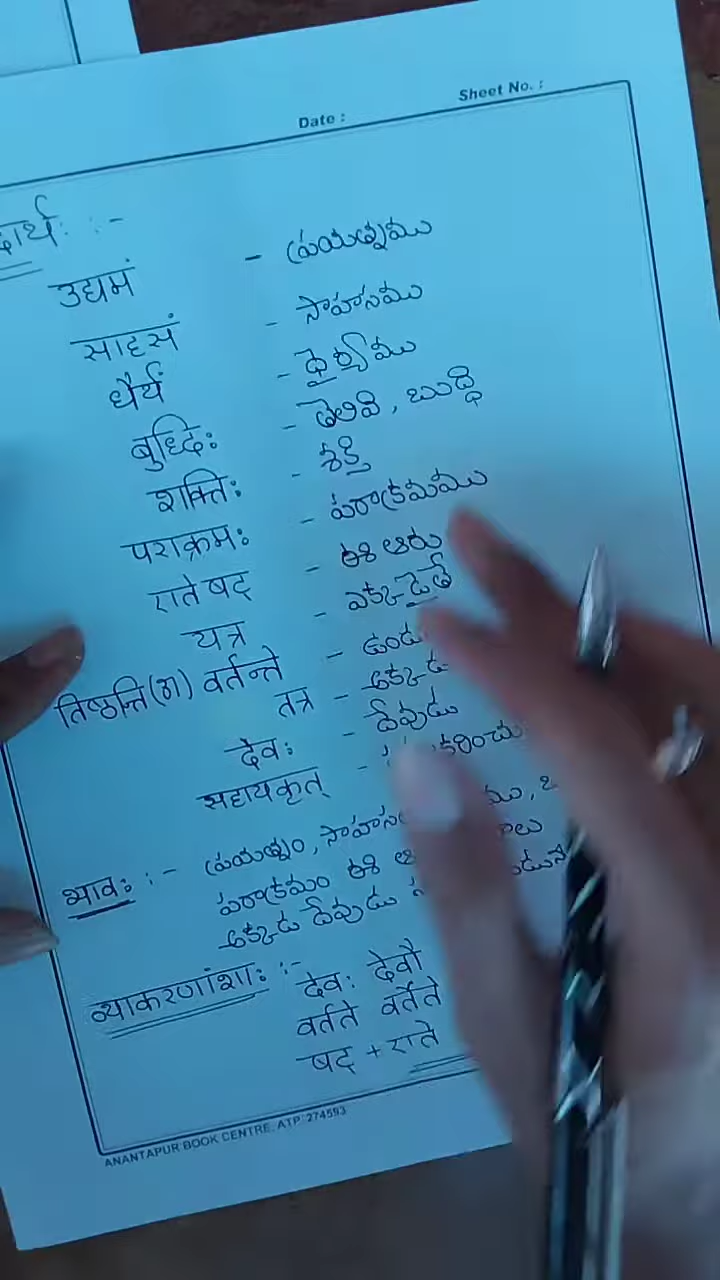 Date : Sheet No. :
उद्यमं - ప్రయత్నము
साहसं - సాహసము
धैर्यं - ధైర్యము
बुध्दिः - తెలివి, బుద్ధి
शक्तिः - శక్తి
पराक्रमः - పరాక్రమము
राते षट् - ఈ ఆరు
यत्र - ఎక్కడైతే
तिष्ठन्ति वर्तन्ते -
तत्र - అక్కడ
देवः - దేవుడు
सहायकृत् -
भावः :- ప్రయత్నం,
పరాక్రమం ఈ
అక్కడ దేవుడు
व्याकरणांशाः :- देवः देवौ
वर्तते वर्तेते
षट् + राते
ANANTAPUR BOOK CENTRE, ATP. 274593